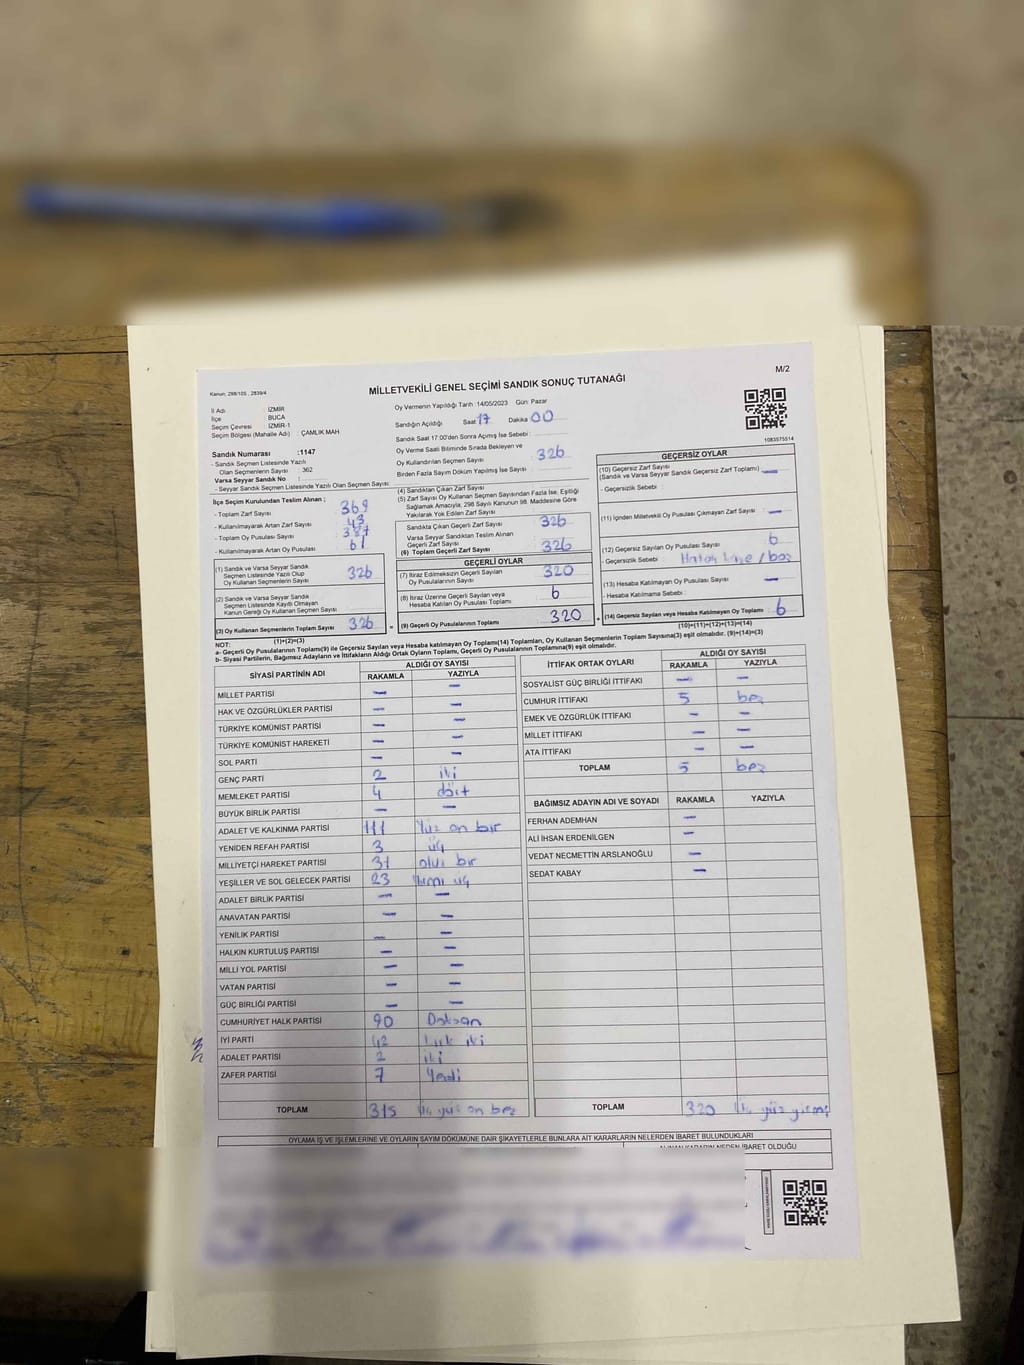 M/2
Kanun; 298/105 , 2839/4
MİLLETVEKİLİ GENEL SEÇİMİ SANDIK SONUÇ TUTANAĞI
İl Adı : İZMİR
İlçe : BUCA
Seçim Çevresi : İZMİR-1
Seçim Bölgesi (Mahalle Adı) : ÇAMLIK MAH
Sandık Numarası :1147
- Sandık Seçmen Listesinde Yazılı
Olan Seçmenlerin Sayısı : 362
Varsa Seyyar Sandık No :
- Seyyar Sandık Seçmen Listesinde Yazılı Olan Seçmen Sayısı:
Oy Vermenin Yapıldığı Tarih :14/05/2023 Gün: Pazar
Sandığın Açıldığı Saat 17 Dakika 00
Sandık Saat 17.00'den Sonra Açılmış İse Sebebi :
Oy Verme Saati Bitiminde Sırada Bekleyen ve
Oy Kullandırılan Seçmen Sayısı : 326
Birden Fazla Sayım Döküm Yapılmış İse Sayısı :
1083575514
İlçe Seçim Kurulundan Teslim Alınan ;
- Toplam Zarf Sayısı : 369
- Kullanılmayarak Artan Zarf Sayısı : 43
- Toplam Oy Pusulası : 387
- Kullanılmayarak Artan Oy Pusulası : 61
(1) Sandık ve Varsa Seyyar Sandık
Seçmen Listesinde Yazılı Olup
Oy Kullanan Seçmenlerin Sayısı : 326
(2) Sandık ve Varsa Seyyar Sandık
Seçmen Listesinde Kaydı Olmayan
Kanun Gereği Oy Kullanan Seçmen Sayısı :
(3) Oy Kullanan Seçmenlerin Toplam Sayısı : 326
(1)+(2)=(3)
(4) Sandıktan Çıkan Zarf Sayısı
(5) Zarf Sayısı Oy Kullanan Seçmen Sayısından Fazla İse, Eşitliği
Sağlamak Amacıyla, 298 Sayılı Kanunun 98. Maddesine Göre
Yakılarak Yok Edilen Zarf Sayısı :
Sandıkta Çıkan Geçerli Zarf Sayısı : 326
Varsa Seyyar Sandıktan Teslim Alınan
Geçerli Zarf Sayısı :
(6) Toplam Geçerli Zarf Sayısı : 326
GEÇERLİ OYLAR
(7) İtiraz Edilmeksizin Geçerli Sayılan
Oy Pusulalarının Sayısı : 320
(8) İtiraz Üzerine Geçerli Sayılan veya
Hesaba Katılan Oy Pusulası Toplamı : 6
(9) Geçerli Oy Pusulalarının Toplamı : 320
GEÇERSİZ OYLAR
(10) Geçersiz Zarf Sayısı
(Sandık ve Varsa Seyyar Sandık Geçersiz Zarf Toplamı) : —
- Geçersizlik Sebebi :
(11) İçinden Milletvekili Oy Pusulası Çıkmayan Zarf Sayısı : —
(12) Geçersiz Sayılan Oy Pusulası Sayısı : 6
- Geçersizlik Sebebi : / boş
(13) Hesaba Katılmayan Oy Pusulası Sayısı : —
- Hesaba Katılmama Sebebi :
(14) Geçersiz Sayılan veya Hesaba Katılmayan Oy Toplamı : 6
(10)+(11)+(12)+(13)=(14)
NOT:
a- Geçerli Oy Pusulalarının Toplamı(9) ile Geçersiz Sayılan veya Hesaba katılmayan Oy Toplamı(14) Toplamları, Oy Kullanan Seçmenlerin Toplam Sayısına(3) eşit olmalıdır. (9)+(14)=(3)
b- Siyasi Partilerin, Bağımsız Adayların ve İttifakların Aldığı Ortak Oyların Toplamı, Geçerli Oy Pusulalarının Toplamına(9) eşit olmalıdır.
SİYASİ PARTİNİN ADI ALDIĞI OY SAYISI
RAKAMLA YAZIYLA
MİLLET PARTİSİ — —
HAK VE ÖZGÜRLÜKLER PARTİSİ — —
TÜRKİYE KOMÜNİST PARTİSİ — —
TÜRKİYE KOMÜNİST HAREKETİ — —
SOL PARTİ — —
GENÇ PARTİ 2 iki
MEMLEKET PARTİSİ 4 dört
BÜYÜK BİRLİK PARTİSİ — —
ADALET VE KALKINMA PARTİSİ 111 Yüz on bir
YENİDEN REFAH PARTİSİ 3 üç
MİLLİYETÇİ HAREKET PARTİSİ 31 otuz bir
YEŞİLLER VE SOL GELECEK PARTİSİ 23 Yirmi üç
ADALET BİRLİK PARTİSİ — —
ANAVATAN PARTİSİ — —
YENİLİK PARTİSİ — —
HALKIN KURTULUŞ PARTİSİ — —
MİLLİ YOL PARTİSİ — —
VATAN PARTİSİ — —
GÜÇ BİRLİĞİ PARTİSİ — —
CUMHURİYET HALK PARTİSİ 90 Doksan
İYİ PARTİ 42 kırk iki
ADALET PARTİSİ 2 iki
ZAFER PARTİSİ 7 Yedi
TOPLAM 315 Üç yüz on beş
İTTİFAK ORTAK OYLARI ALDIĞI OY SAYISI
RAKAMLA YAZIYLA
SOSYALİST GÜÇ BİRLİĞİ İTTİFAKI — —
CUMHUR İTTİFAKI 5 beş
EMEK VE ÖZGÜRLÜK İTTİFAKI — —
MİLLET İTTİFAKI — —
ATA İTTİFAKI — —
TOPLAM 5 beş
BAĞIMSIZ ADAYIN ADI VE SOYADI RAKAMLA YAZIYLA
FERHAN ADEMHAN —
ALİ İHSAN ERDENİLGEN —
VEDAT NECMETTİN ARSLANOĞLU —
SEDAT KABAY —
TOPLAM 320 Üç yüz yirmi
OYLAMA İŞ VE İŞLEMLERİNE VE OYLARIN SAYIM DÖKÜMÜNE DAİR ŞİKAYETLERLE BUNLARA AİT KARARLARIN NELERDEN İBARET BULUNDUKLARI
ALINAN KARARIN NEDEN İBARET OLDUĞU